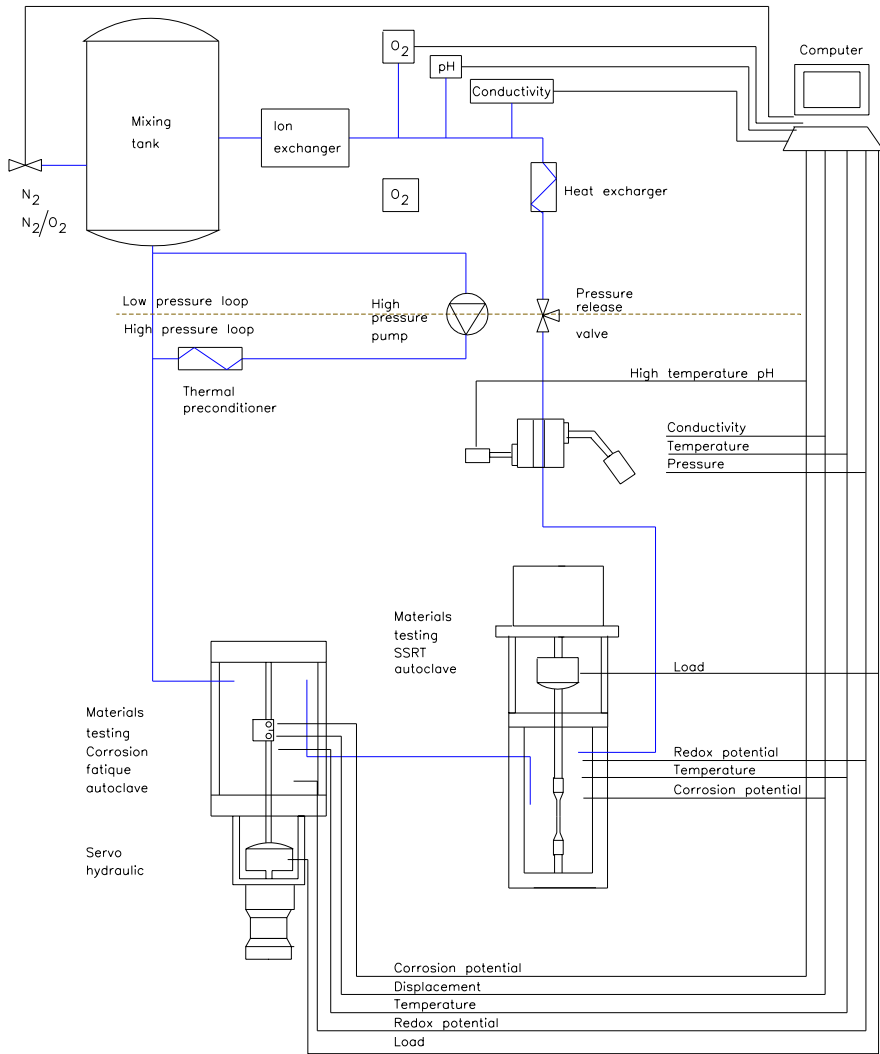 Computer
O2
pH
Conductivity
Mixing
tank
Ion
exchanger
N2
N2/O2
O2
Heat excharger
Low pressure loop
High pressure loop
High
pressure
pump
Pressure
release
valve
Thermal
preconditioner
High temperature pH
Conductivity
Temperature
Pressure
Materials
testing
SSRT
autoclave
Load
Materials
testing
Corrosion
fatique
autoclave
Redox potential
Temperature
Corrosion potential
Servo
hydraulic
Corrosion potential
Displacement
Temperature
Redox potential
Load